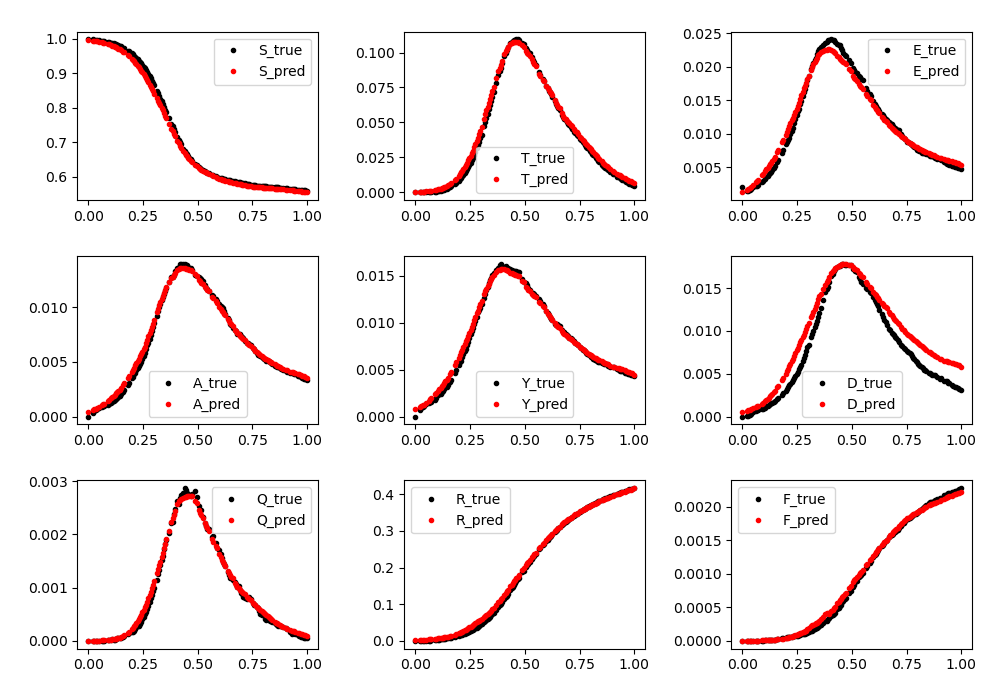 1.0
0.9
0.8
0.7
0.6
S_true
S_pred
0.00 0.25 0.50 0.75 1.00
0.100
0.075
0.050
0.025
0.000
T_true
T_pred
0.00 0.25 0.50 0.75 1.00
0.025
0.020
0.015
0.010
0.005
E_true
E_pred
0.00 0.25 0.50 0.75 1.00
0.010
0.005
0.000
A_true
A_pred
0.00 0.25 0.50 0.75 1.00
0.015
0.010
0.005
0.000
Y_true
Y_pred
0.00 0.25 0.50 0.75 1.00
0.015
0.010
0.005
0.000
D_true
D_pred
0.00 0.25 0.50 0.75 1.00
0.003
0.002
0.001
0.000
Q_true
Q_pred
0.00 0.25 0.50 0.75 1.00
0.4
0.3
0.2
0.1
0.0
R_true
R_pred
0.00 0.25 0.50 0.75 1.00
0.0020
0.0015
0.0010
0.0005
0.0000
F_true
F_pred
0.00 0.25 0.50 0.75 1.00